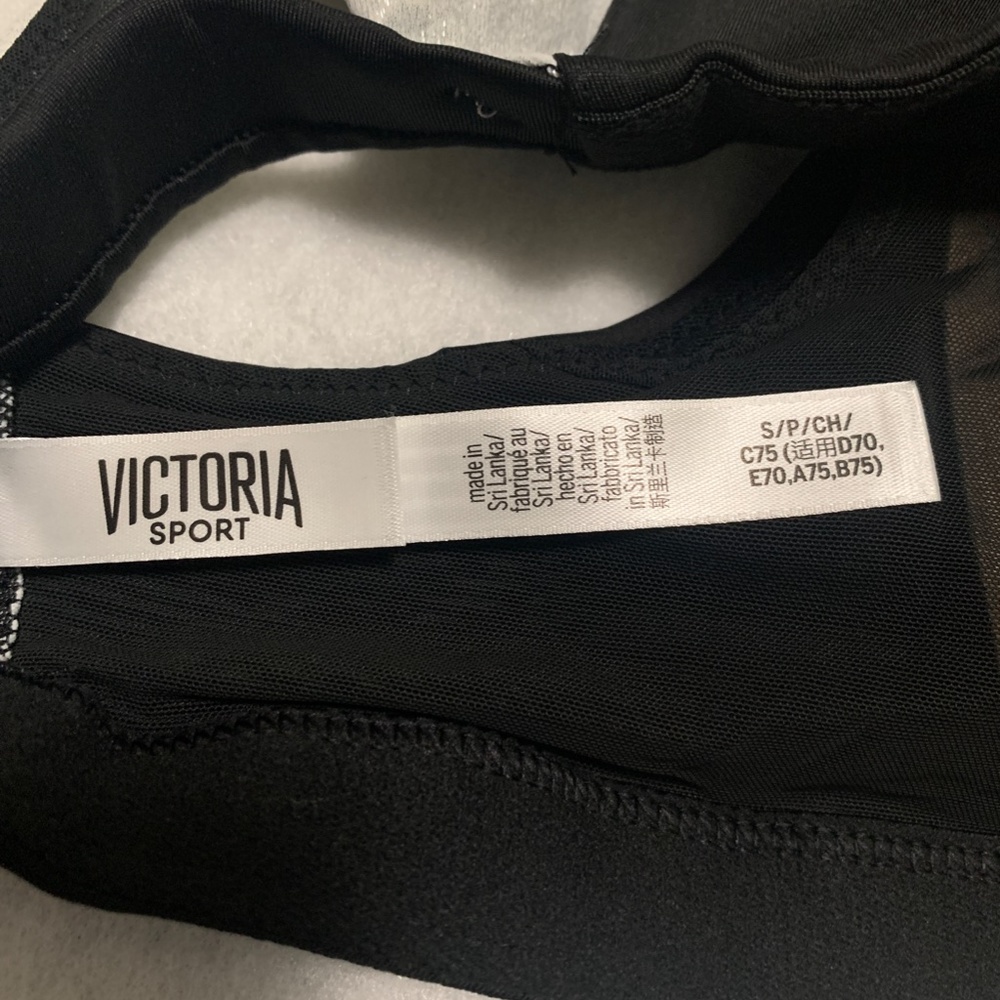 VICTORIA
SPORT
made in
Sri Lanka/
fabriqué au
Sri Lanka/
hecho en
Sri Lanka/
fabbricato
in Sri Lanka/
斯里兰卡制造
S/P/CH/
C75 (适用D70,
E70,A75,B75)